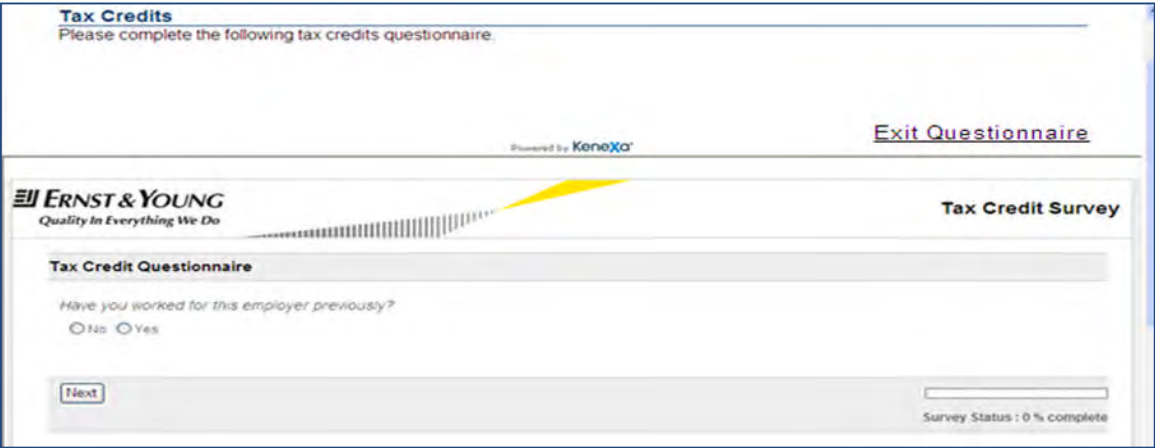 Tax Credits
Please complete the following tax credits questionnaire.
Exit Questionnaire
Powered by Kenexa
ERNST & YOUNG
Quality In Everything We Do
Tax Credit Survey
Tax Credit Questionnaire
Have you worked for this employer previously?
No Yes
Next
Survey Status : 0 % complete